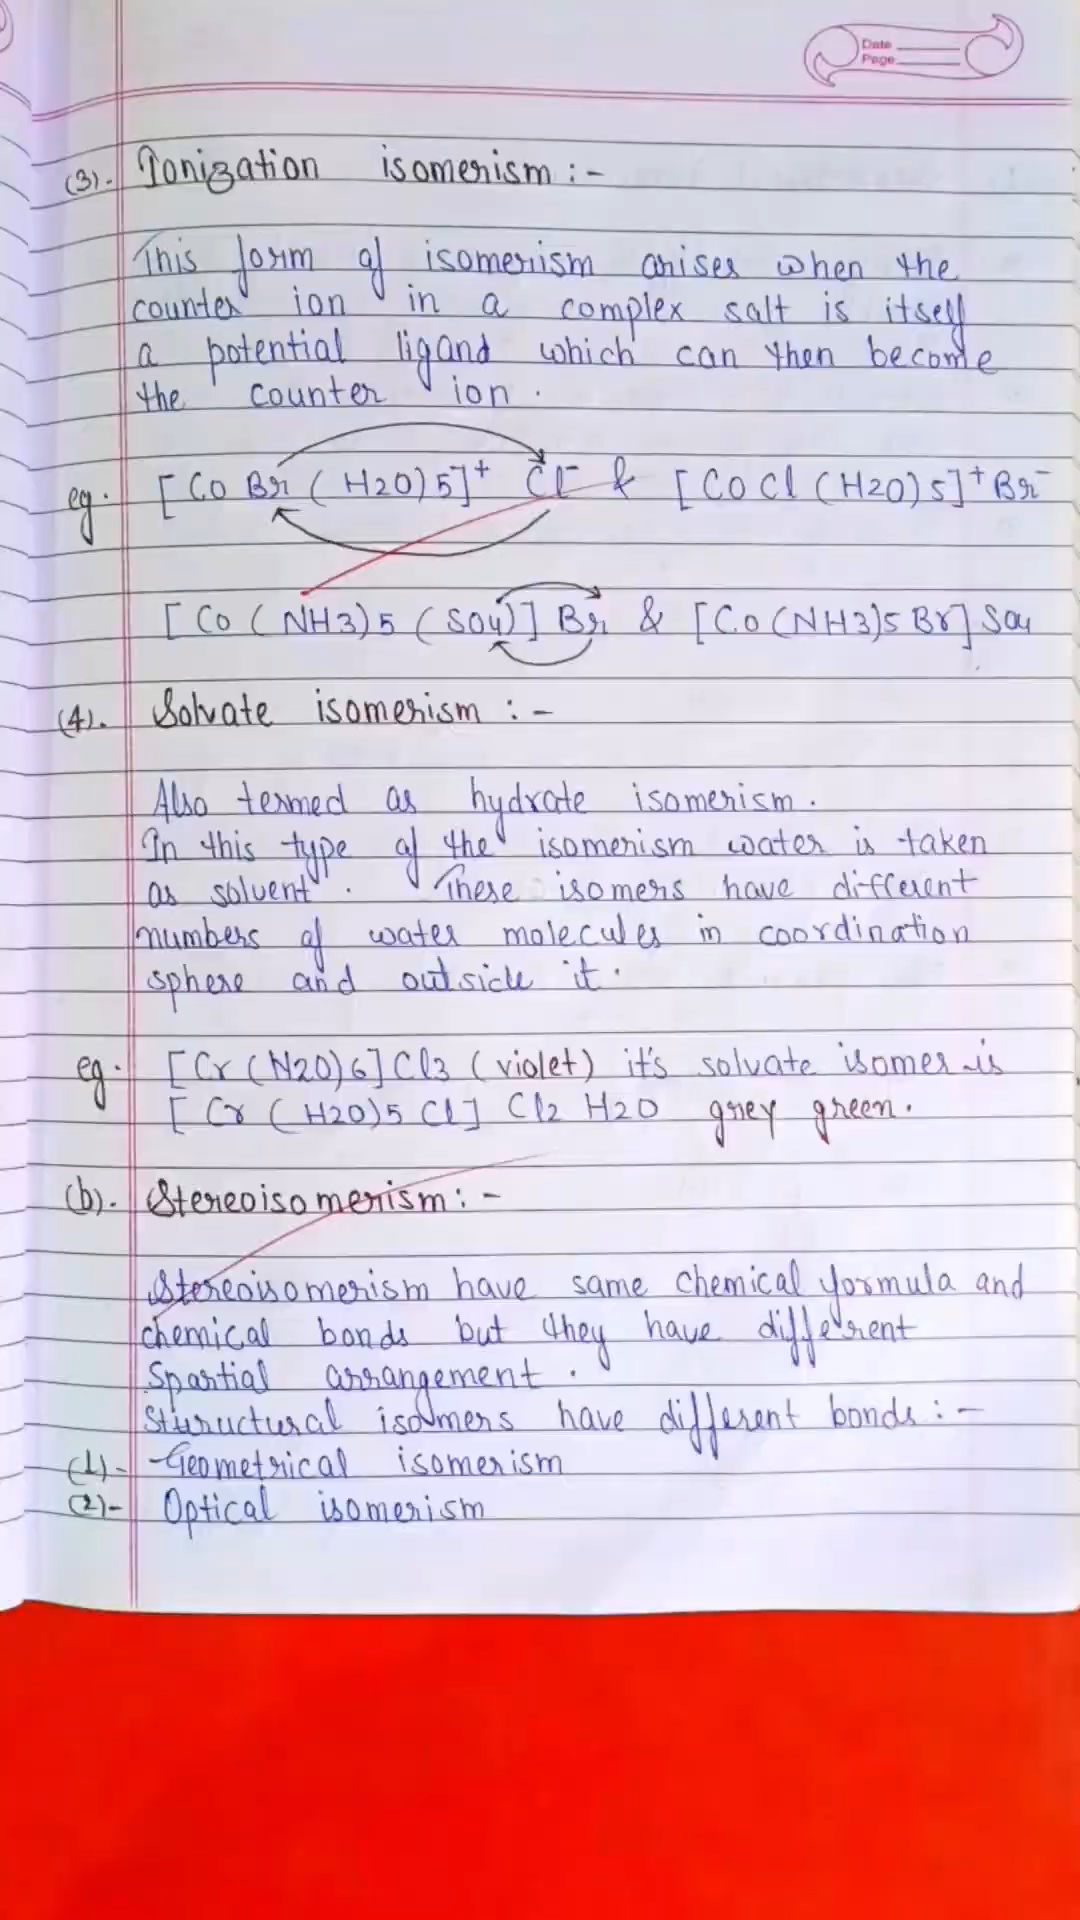 Date
Page
(3). Ionization isomerism :-
This form of isomerism arises when the
counter ion in a complex salt is itself
a potential ligand which can then become
the counter ion .
eg. [Co Br (H2O)5]+ Cl- & [COCl (H2O)5]+Br-
[Co (NH3)5 (SO4)] Br & [Co(NH3)5 Br] SO4
(4). Solvate isomerism : -
Also termed as hydrate isomerism .
In this type of the isomerism water is taken
as solvent . These isomers have different
numbers of water molecules in coordination
sphere and outside it .
eg. [Cr (N2O)6] Cl3 (violet) it's solvate isomer is
[ Cr ( H2O)5 Cl] Cl2 H2O grey green .
(b). Stereoisomerism : -
Stereoisomerism have same chemical formula and
chemical bonds but they have different
Spartial arrangement .
Structural isomers have different bonds : -
(1)- Geometrical isomerism
(2)- Optical isomerism